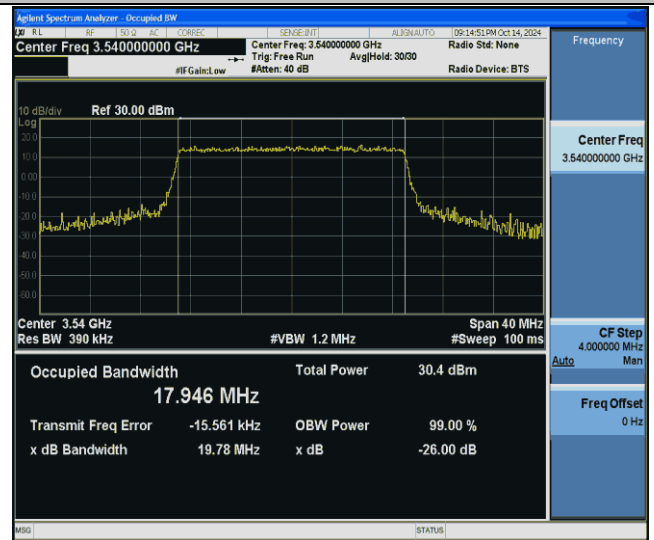 Agilent Spectrum Analyzer - Occupied BW
LXI RL RF 50 Ω AC CORREC SENSE:INT ALIGN AUTO 09:14:51 PM Oct 14, 2024
Center Freq 3.540000000 GHz
Center Freq: 3.540000000 GHz
Radio Std: None
Trig: Free Run Avg|Hold: 30/30
#IFGain:Low #Atten: 40 dB Radio Device: BTS
Frequency
10 dB/div Ref 30.00 dBm
Log
20.0
10.0
0.00
-10.0
-20.0
-30.0
-40.0
-50.0
-60.0
Center Freq
3.540000000 GHz
Center 3.54 GHz Span 40 MHz
Res BW 390 kHz #VBW 1.2 MHz #Sweep 100 ms
CF Step
4.000000 MHz
Auto Man
Occupied Bandwidth Total Power 30.4 dBm
17.946 MHz
Transmit Freq Error -15.561 kHz OBW Power 99.00 %
x dB Bandwidth 19.78 MHz x dB -26.00 dB
Freq Offset
0 Hz
MSG STATUS